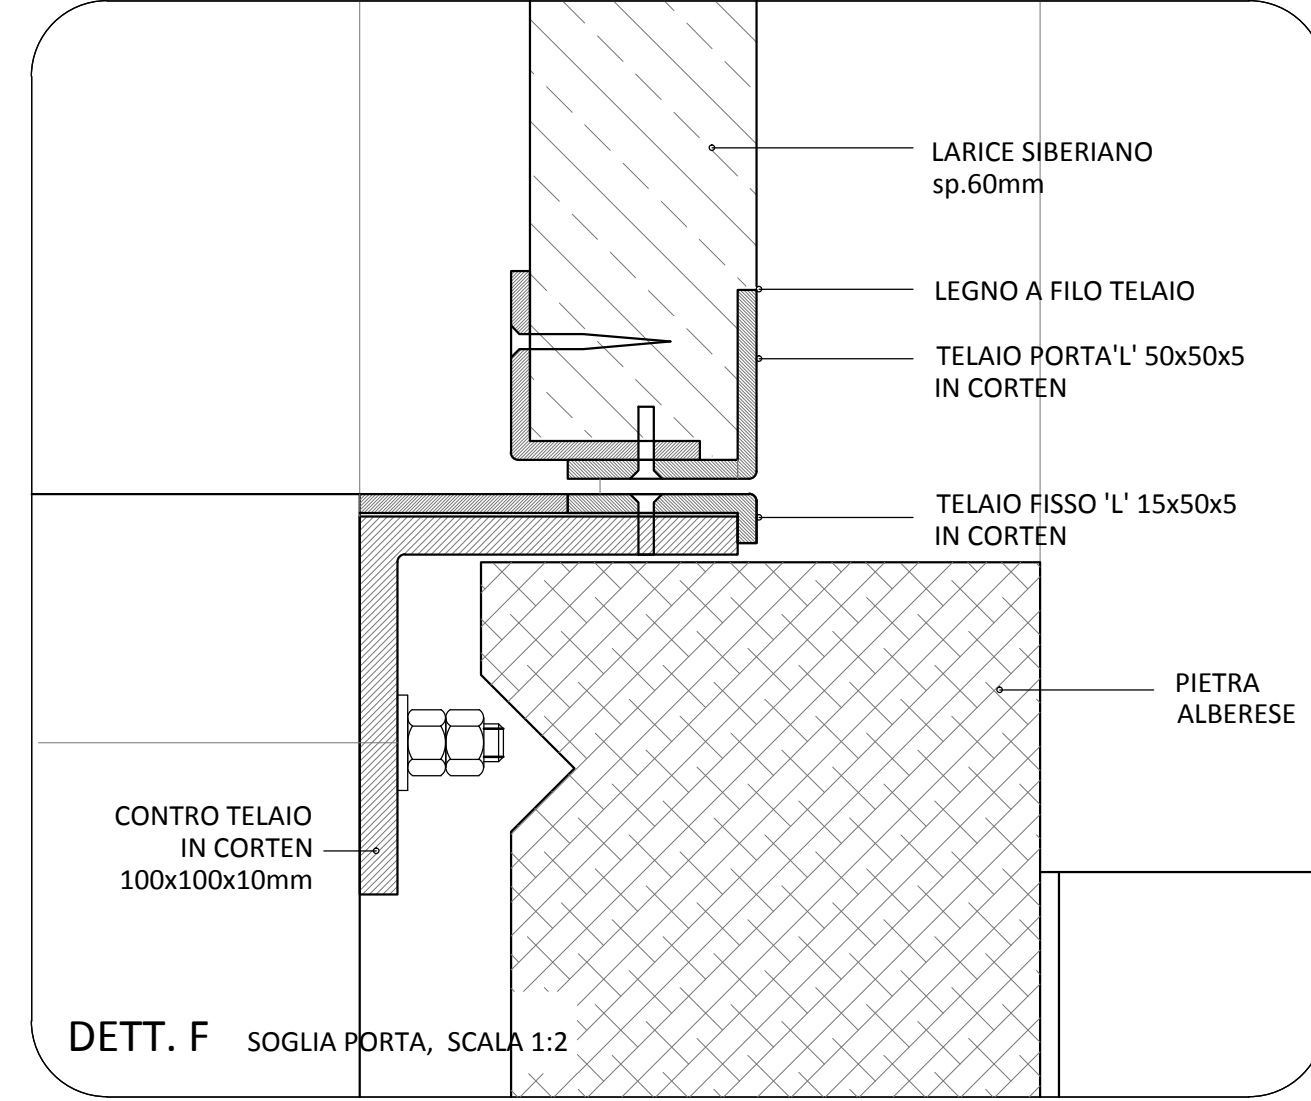 LARICE SIBERIANO
sp.60mm
LEGNO A FILO TELAIO
TELAIO PORTA'L' 50x50x5
IN CORTEN
TELAIO FISSO 'L' 15x50x5
IN CORTEN
PIETRA
ALBERESE
CONTRO TELAIO
IN CORTEN
100x100x10mm
DETT. F SOGLIA PORTA, SCALA 1:2